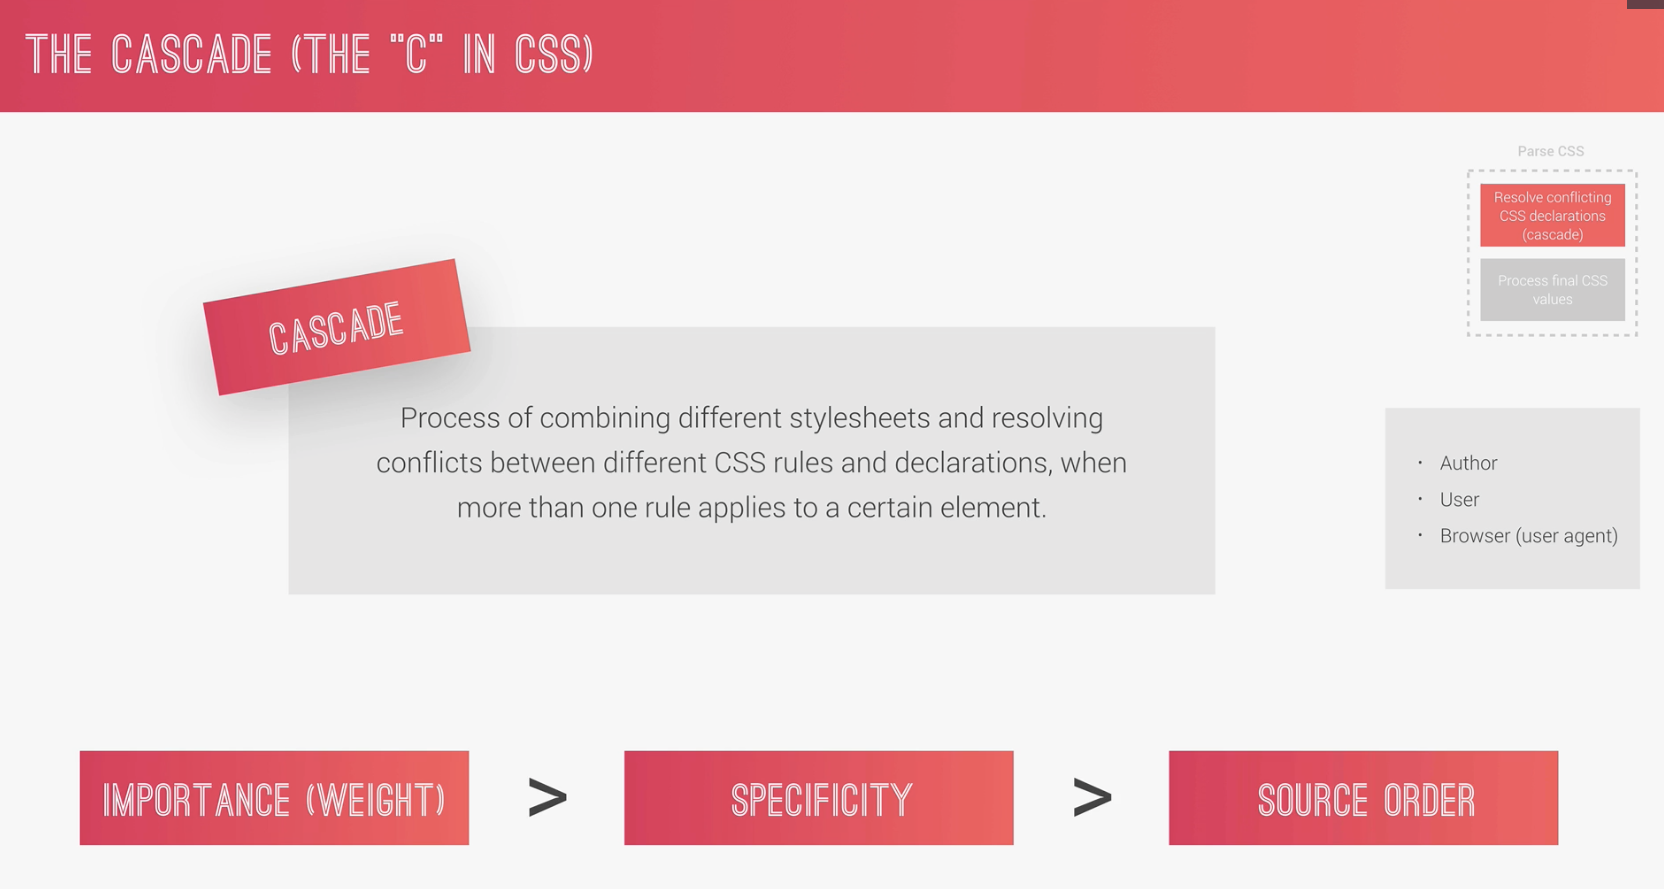 THE CASCADE (THE "C" IN CSS)
Parse CSS
Resolve conflicting
CSS declarations
(cascade)
Process final CSS
values
CASCADE
Process of combining different stylesheets and resolving
conflicts between different CSS rules and declarations, when
more than one rule applies to a certain element.
• Author
• User
• Browser (user agent)
IMPORTANCE (WEIGHT) > SPECIFICITY > SOURCE ORDER